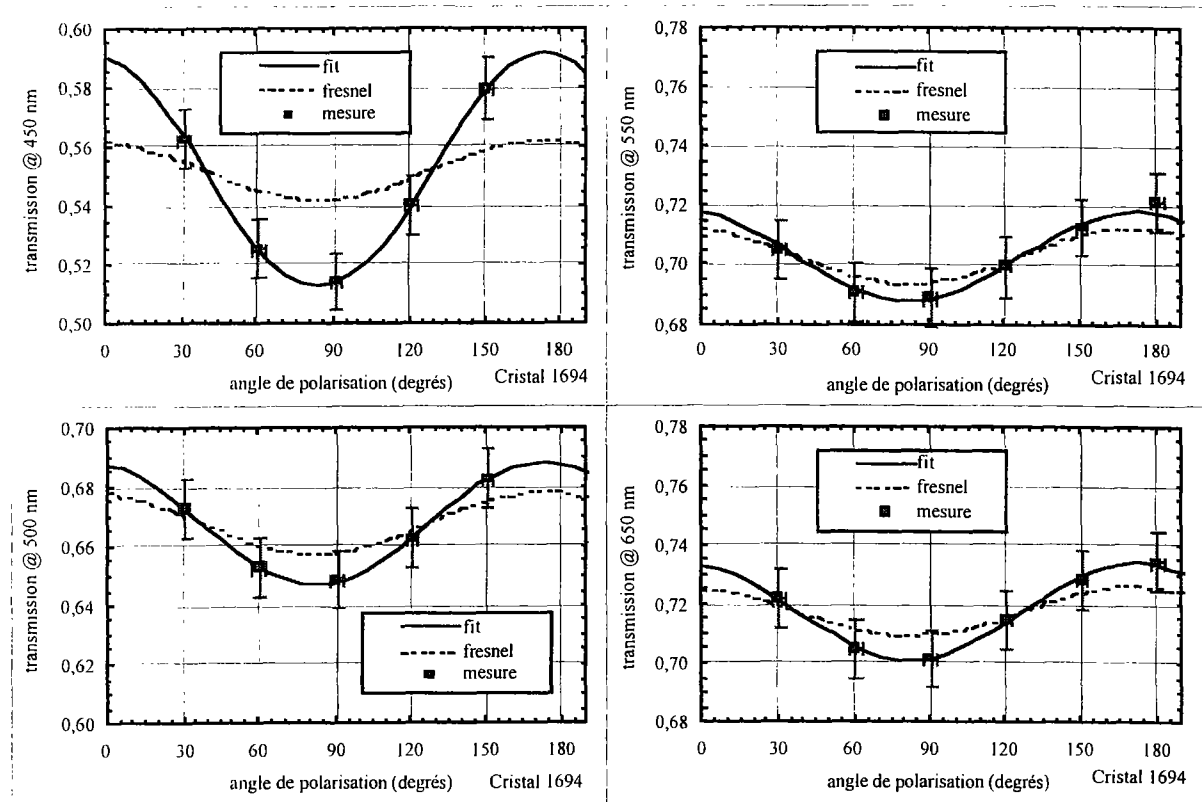 transmission @ 450 nm
0,60
0,58
0,56
0,54
0,52
0,50
fit
fresnel
mesure
0 30 60 90 120 150 180
angle de polarisation (degrés)
Cristal 1694
transmission @ 550 nm
0,78
0,76
0,74
0,72
0,70
0,68
fit
fresnel
mesure
0 30 60 90 120 150 180
angle de polarisation (degrés)
Cristal 1694
transmission @ 500 nm
0,70
0,68
0,66
0,64
0,62
0,60
fit
fresnel
mesure
0 30 60 90 120 150 180
angle de polarisation (degrés)
Cristal 1694
transmission @ 650 nm
0,78
0,76
0,74
0,72
0,70
0,68
fit
fresnel
mesure
0 30 60 90 120 150 180
angle de polarisation (degrés)
Cristal 1694